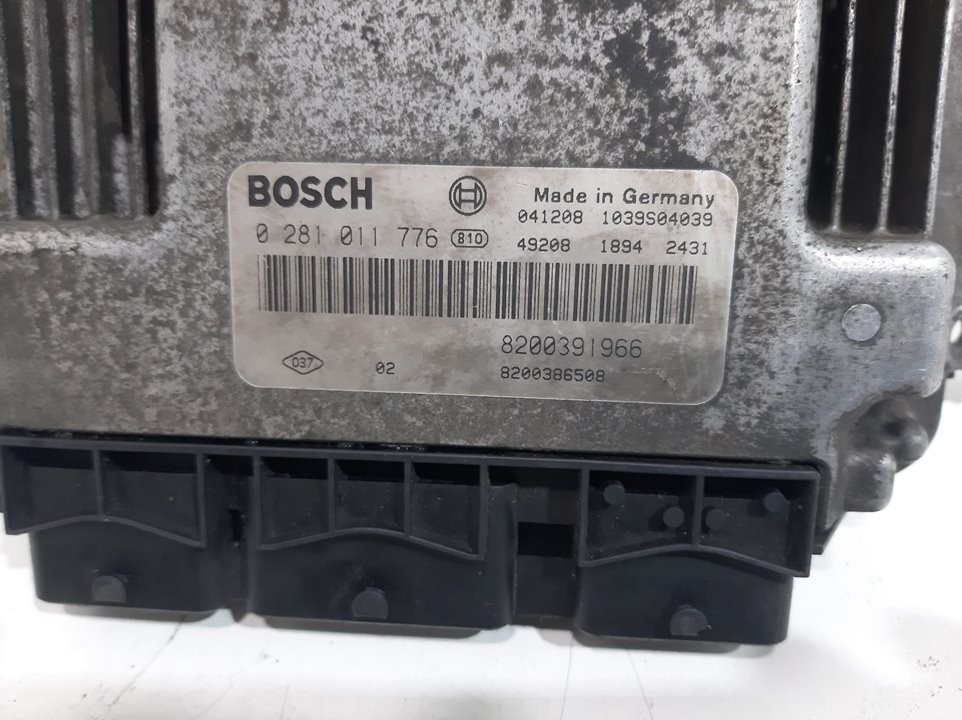 BOSCH
Made in Germany
041208 1039S04039
0 281 011 776 810
49208 1894 2431
8200391966
037
02
8200386508